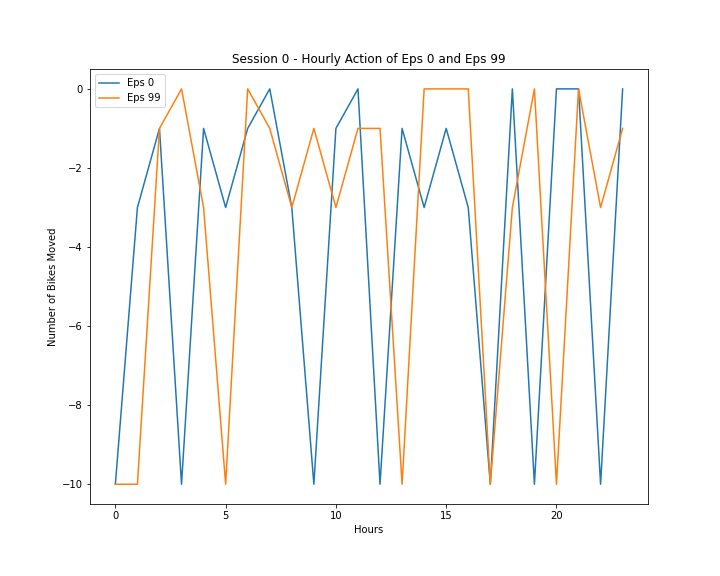 Session 0 - Hourly Action of Eps 0 and Eps 99
Eps 0
Eps 99
0
−2
−4
−6
−8
−10
Number of Bikes Moved
0 5 10 15 20
Hours